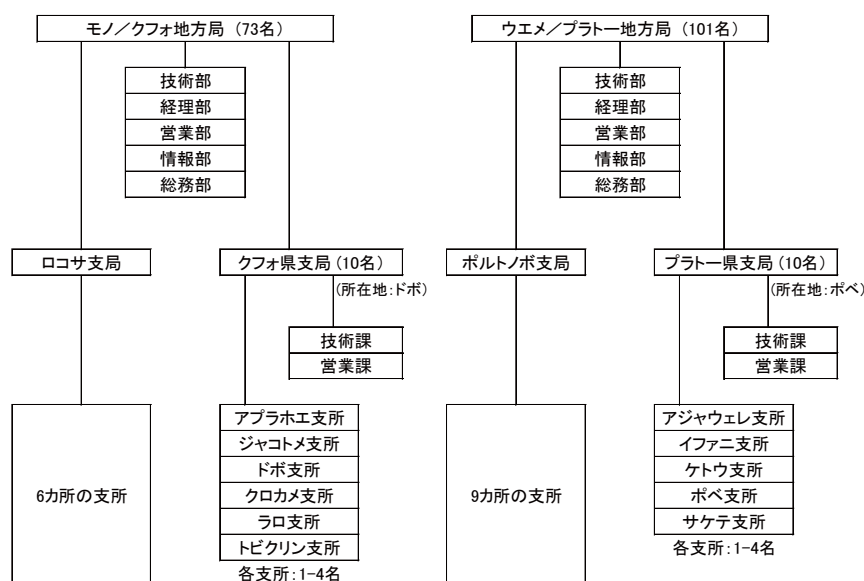 モノ／クフォ地方局 (73名)
技術部
経理部
営業部
情報部
総務部
ロコサ支局
クフォ県支局 (10名)
(所在地:ドボ)
技術課
営業課
6カ所の支所
アプラホエ支所
ジャコトメ支所
ドボ支所
クロカメ支所
ラロ支所
トビクリン支所
各支所:1-4名
ウエメ／プラトー地方局 (101名)
技術部
経理部
営業部
情報部
総務部
ポルトノボ支局
プラトー県支局 (10名)
(所在地:ポベ)
技術課
営業課
9カ所の支所
アジャウェレ支所
イファニ支所
ケトウ支所
ポベ支所
サケテ支所
各支所:1-4名